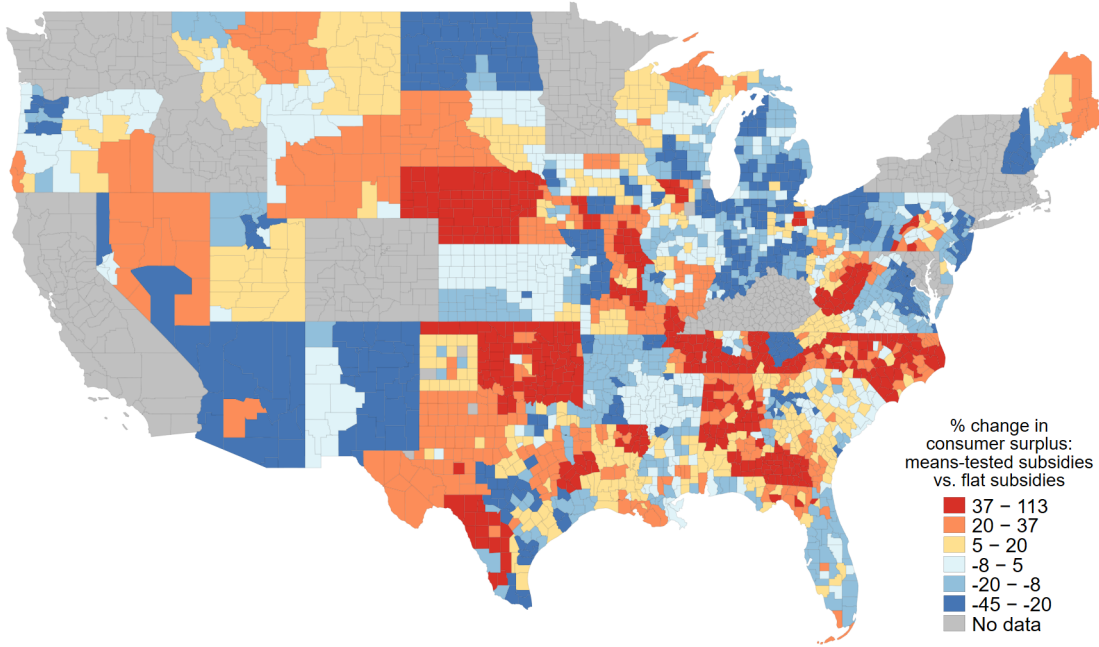 % change in
consumer surplus:
means-tested subsidies
vs. flat subsidies
37 − 113
20 − 37
5 − 20
-8 − 5
-20 − -8
-45 − -20
No data